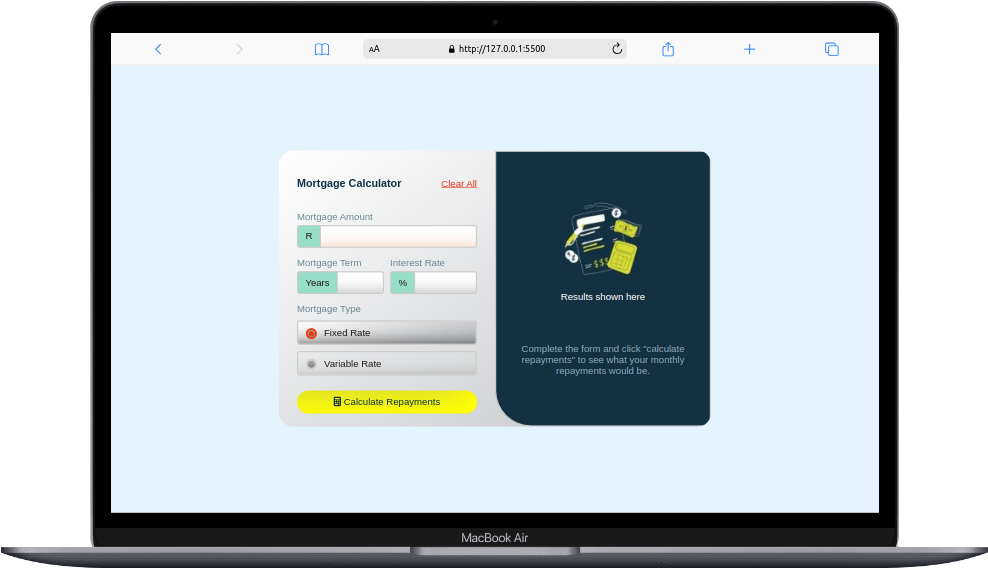 AA
http://127.0.0.1:5500
Mortgage Calculator
Clear All
Mortgage Amount
R
Mortgage Term
Interest Rate
Years
%
Mortgage Type
Fixed Rate
Variable Rate
Calculate Repayments
$$$
Results shown here
Complete the form and click "calculate
repayments" to see what your monthly
repayments would be.
MacBook Air